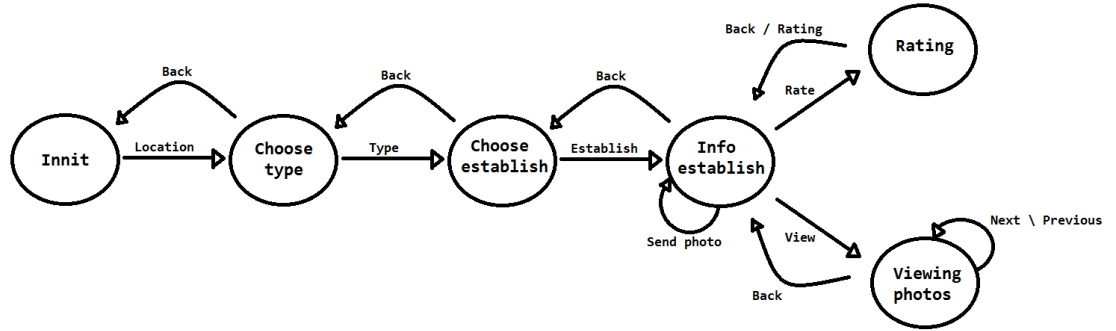 Back / Rating
Rating
Back
Back
Back
Rate
Innit
Location
Choose
type
Type
Choose
establish
Establish
Info
establish
Send photo
View
Next \ Previous
Back
Viewing
photos